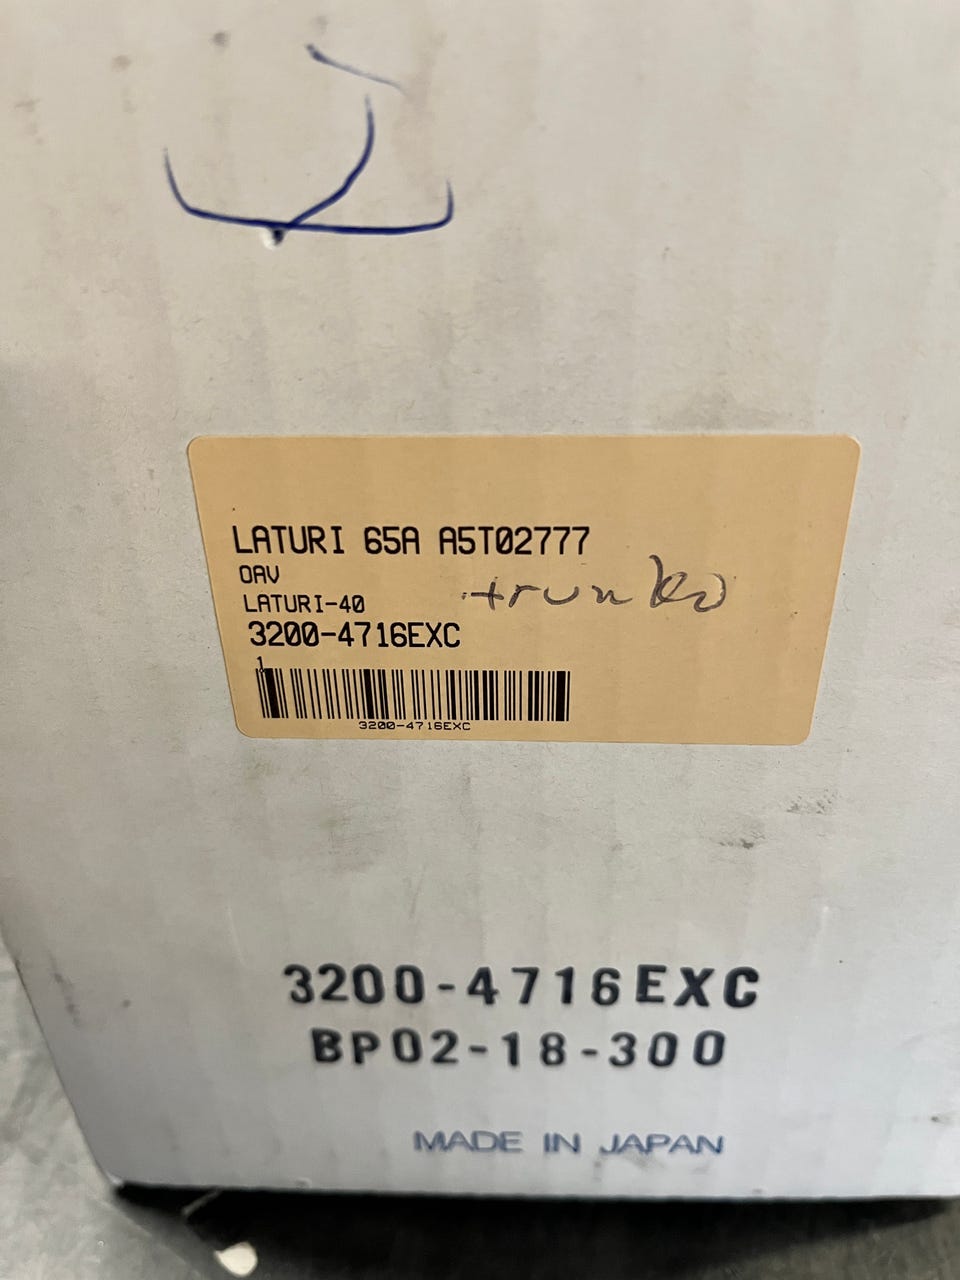 LATURI 65A A5T02777
OAV
LATURI-40
3200-4716EXC
1
3200-4716EXC
3200-4716EXC
BP02-18-300
MADE IN JAPAN